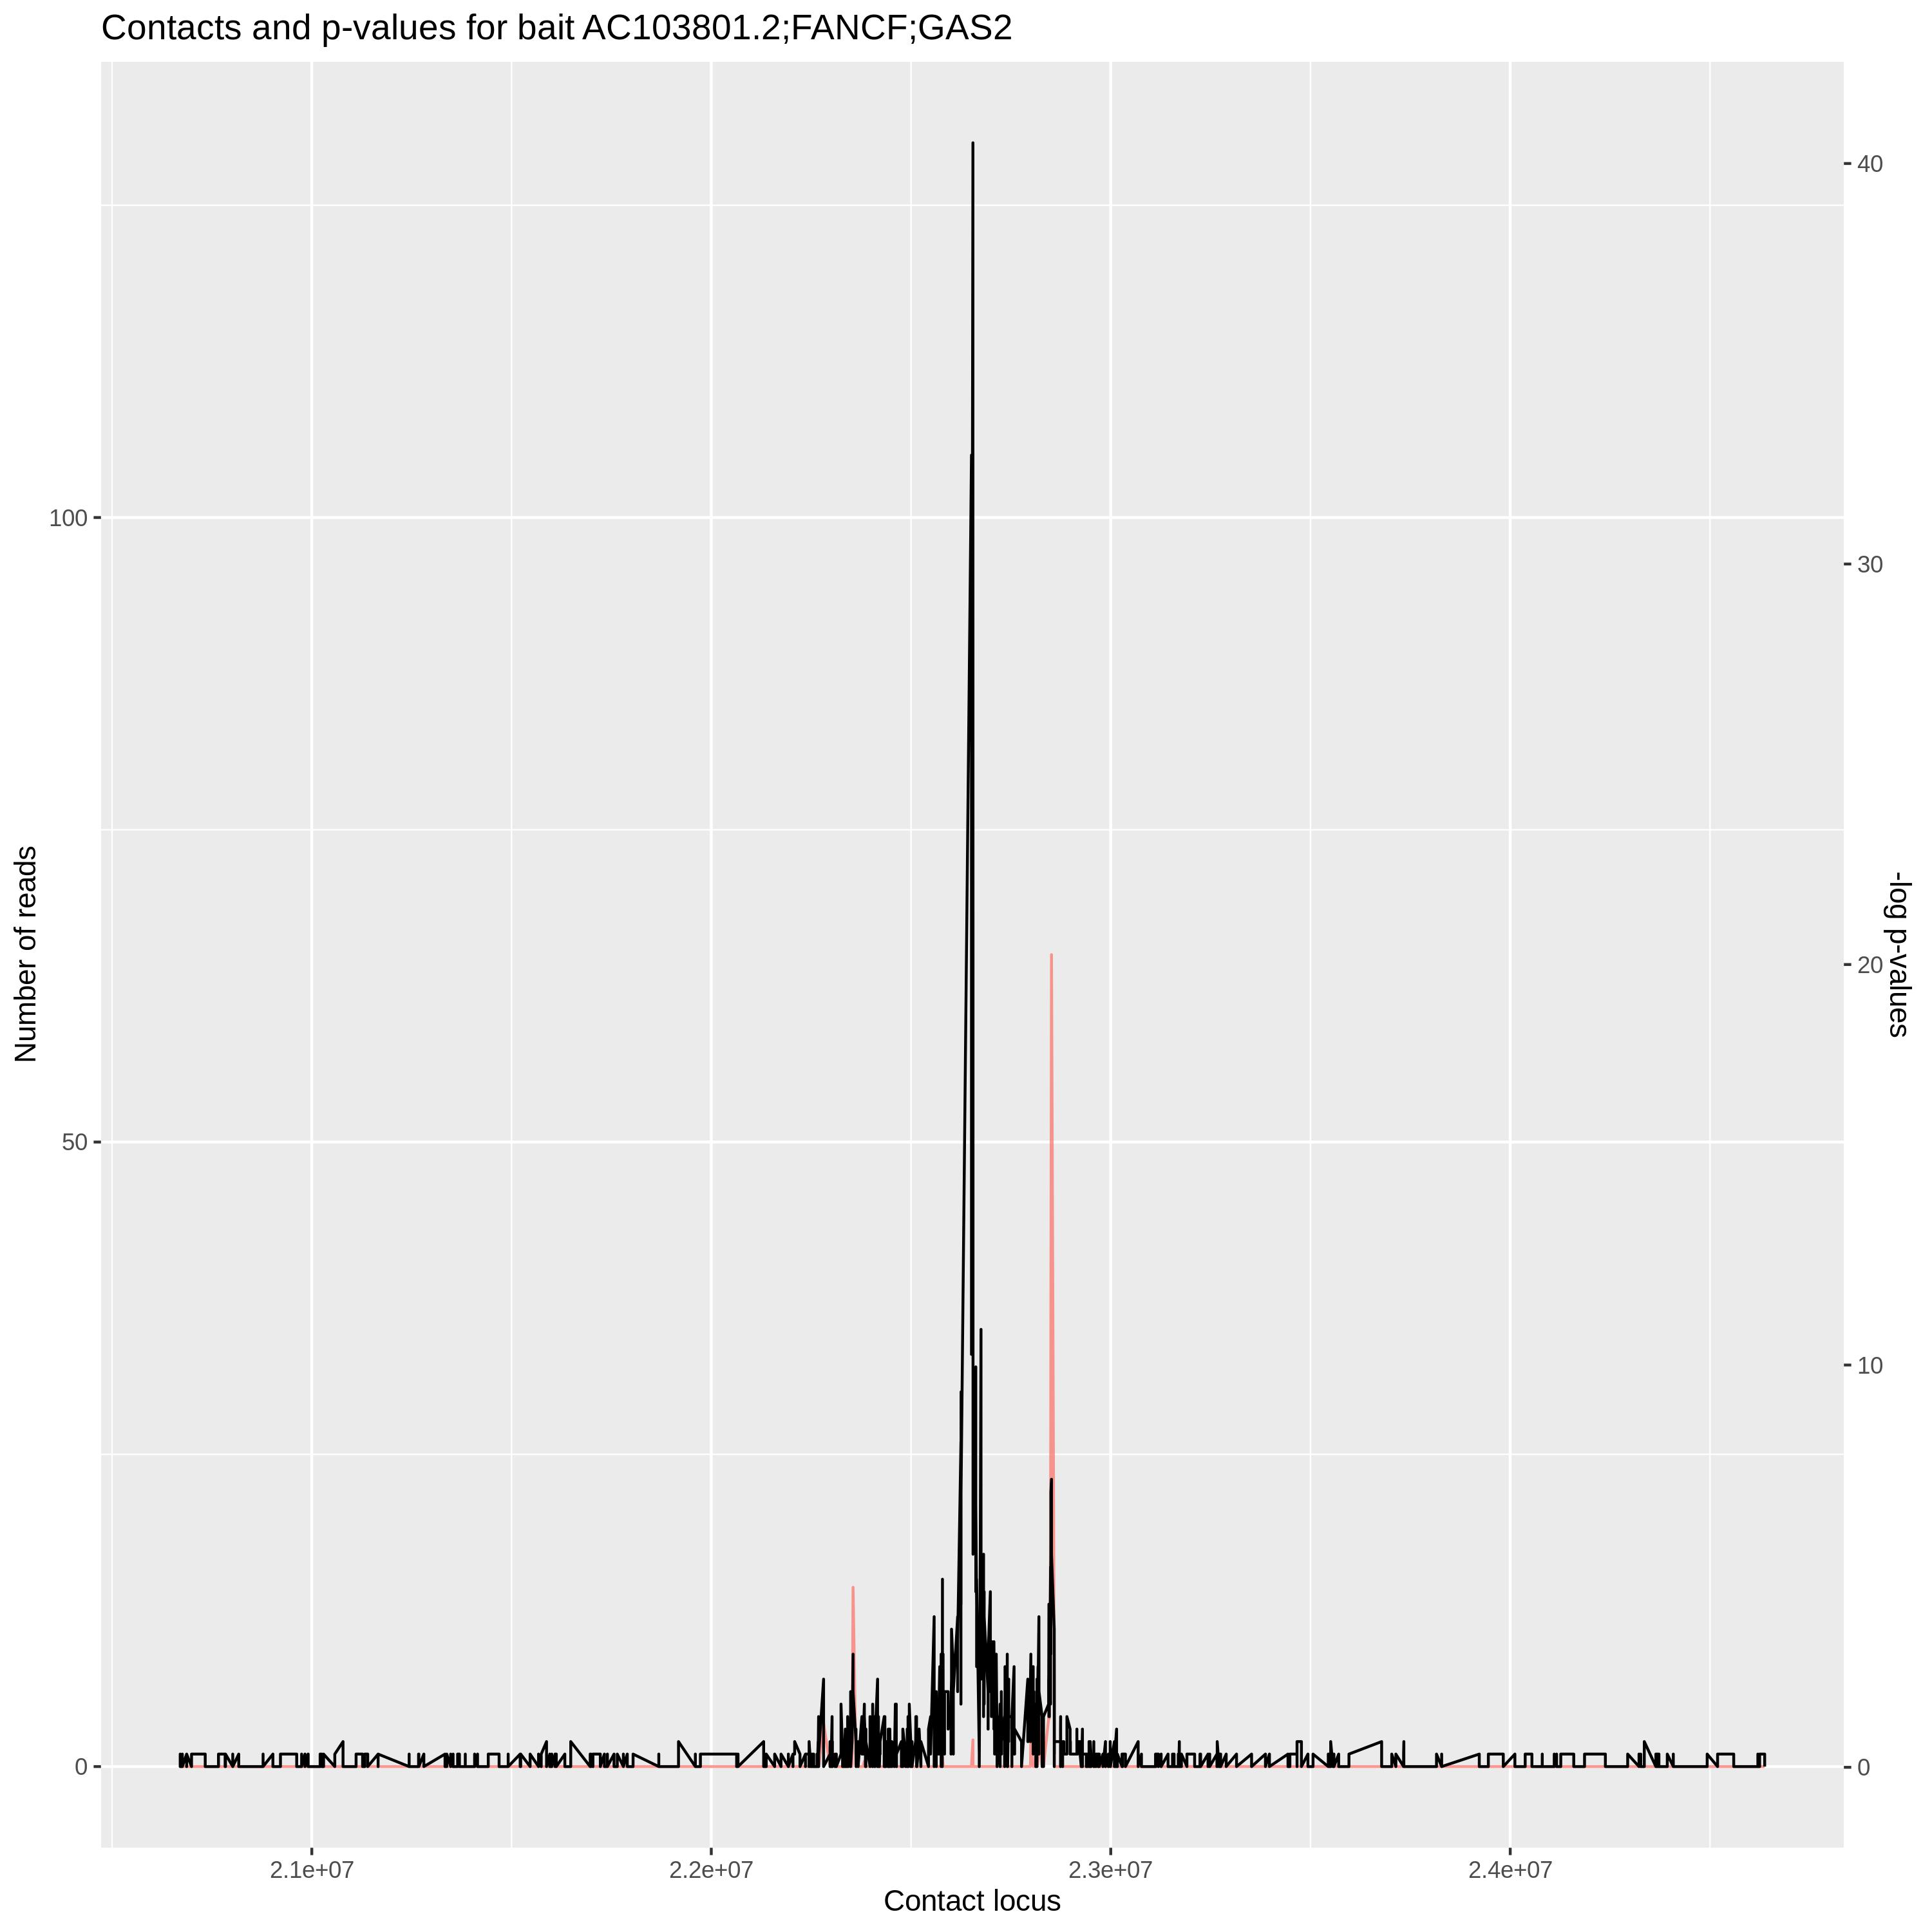 Contacts and p-values for bait AC103801.2;FANCF;GAS2
Number of reads
100
50
0
40
30
20
10
0
-log p-values
2.1e+07
2.2e+07
2.3e+07
2.4e+07
Contact locus